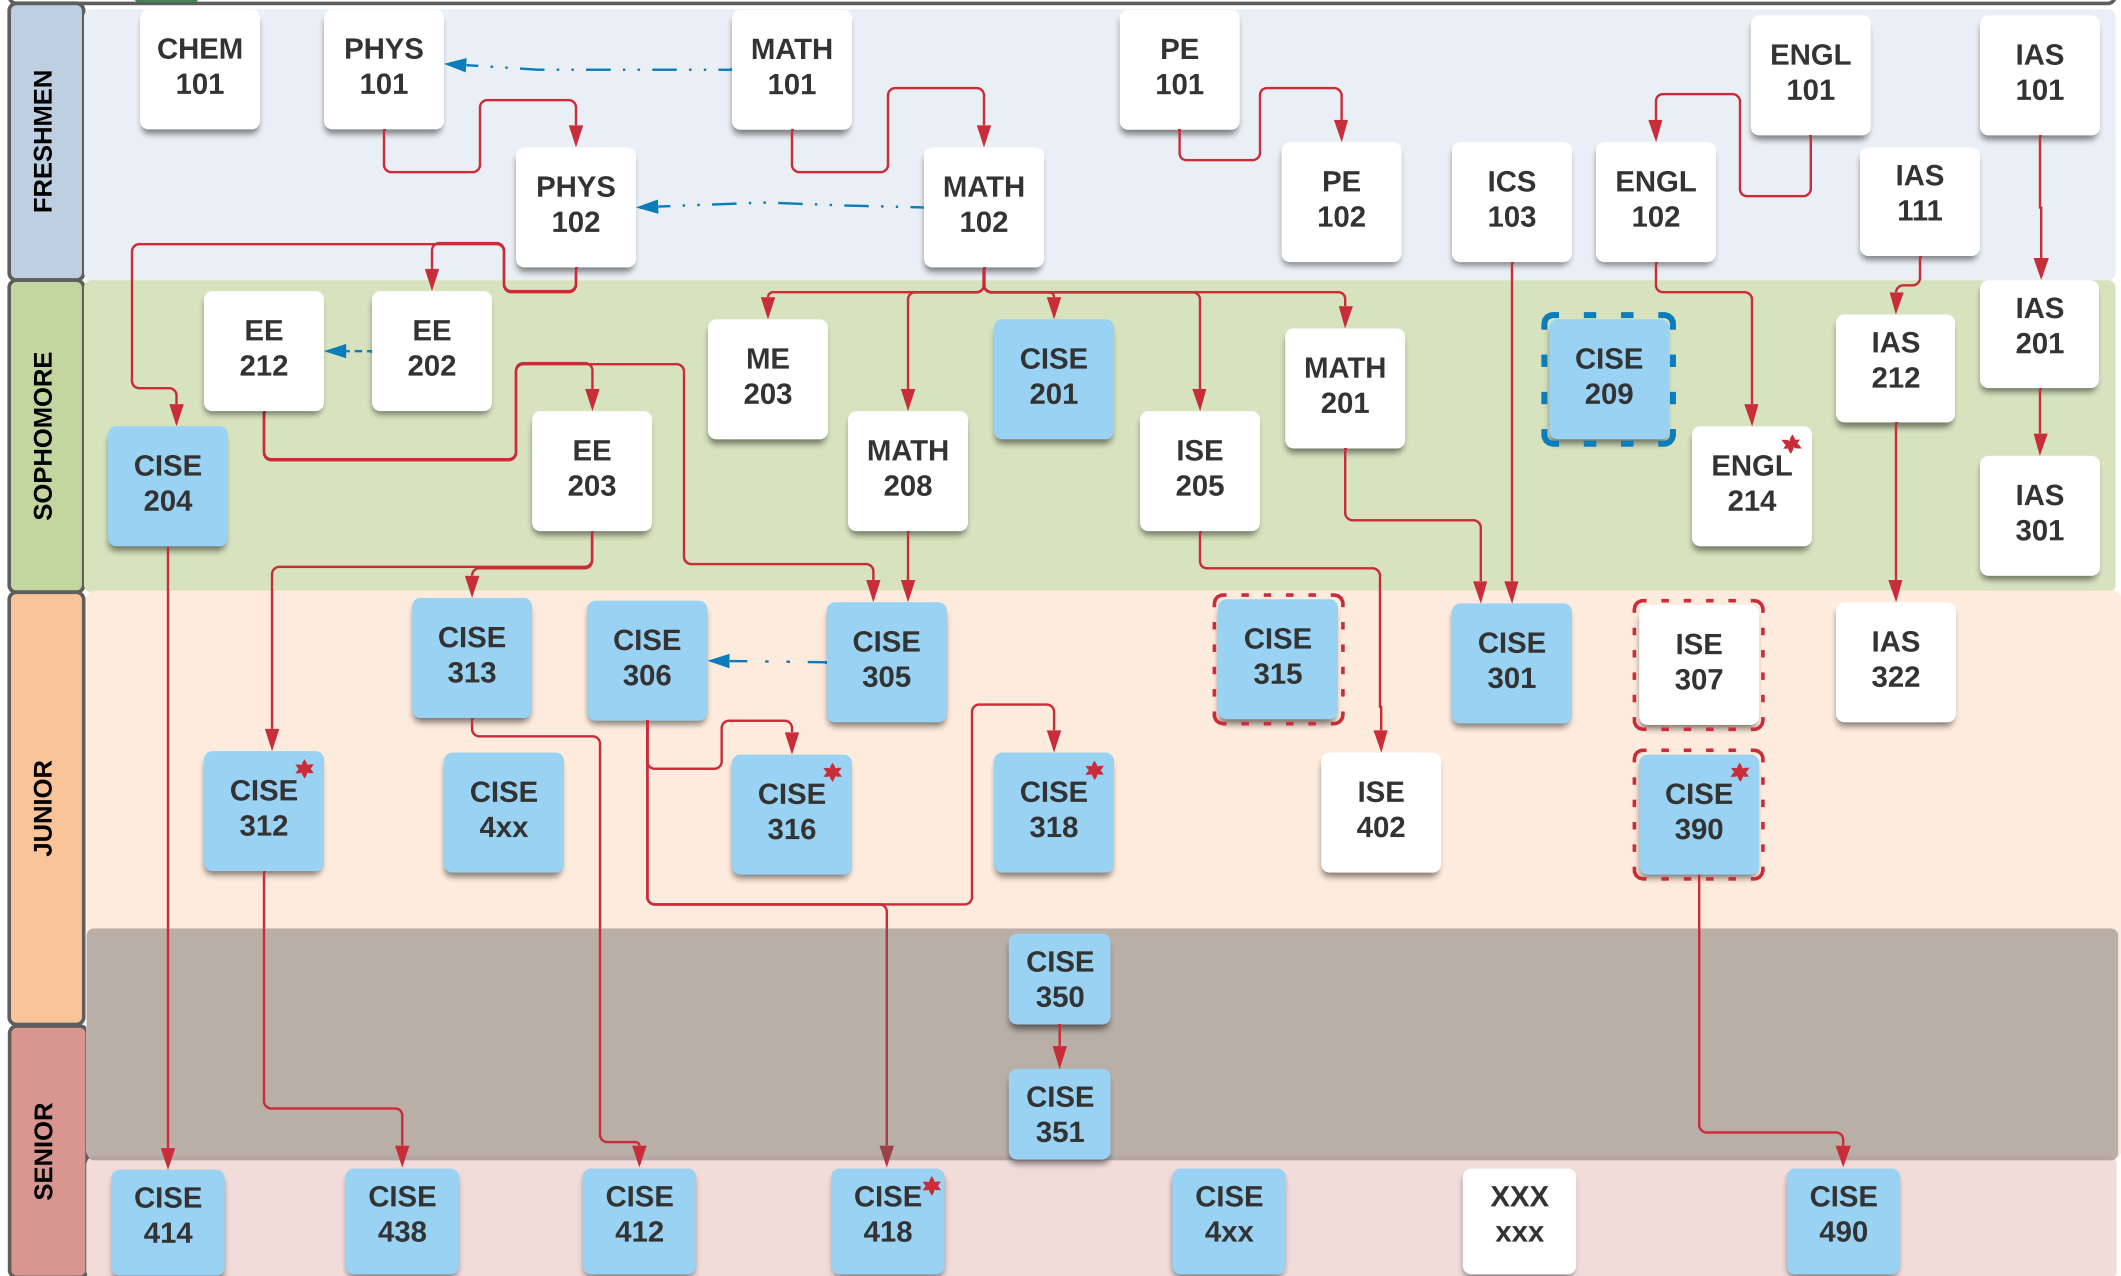 FRESHMEN
CHEM
101
PHYS
101
MATH
101
PE
101
ENGL
101
IAS
101
PHYS
102
MATH
102
PE
102
ICS
103
ENGL
102
IAS
111
SOPHOMORE
EE
212
EE
202
ME
203
CISE
201
MATH
201
CISE
209
IAS
212
IAS
201
CISE
204
EE
203
MATH
208
ISE
205
ENGL
214
IAS
301
JUNIOR
CISE
313
CISE
306
CISE
305
CISE
315
CISE
301
ISE
307
IAS
322
CISE
312
CISE
4xx
CISE
316
CISE
318
ISE
402
CISE
390
CISE
350
SENIOR
CISE
351
CISE
414
CISE
438
CISE
412
CISE
418
CISE
4xx
XXX
xxx
CISE
490